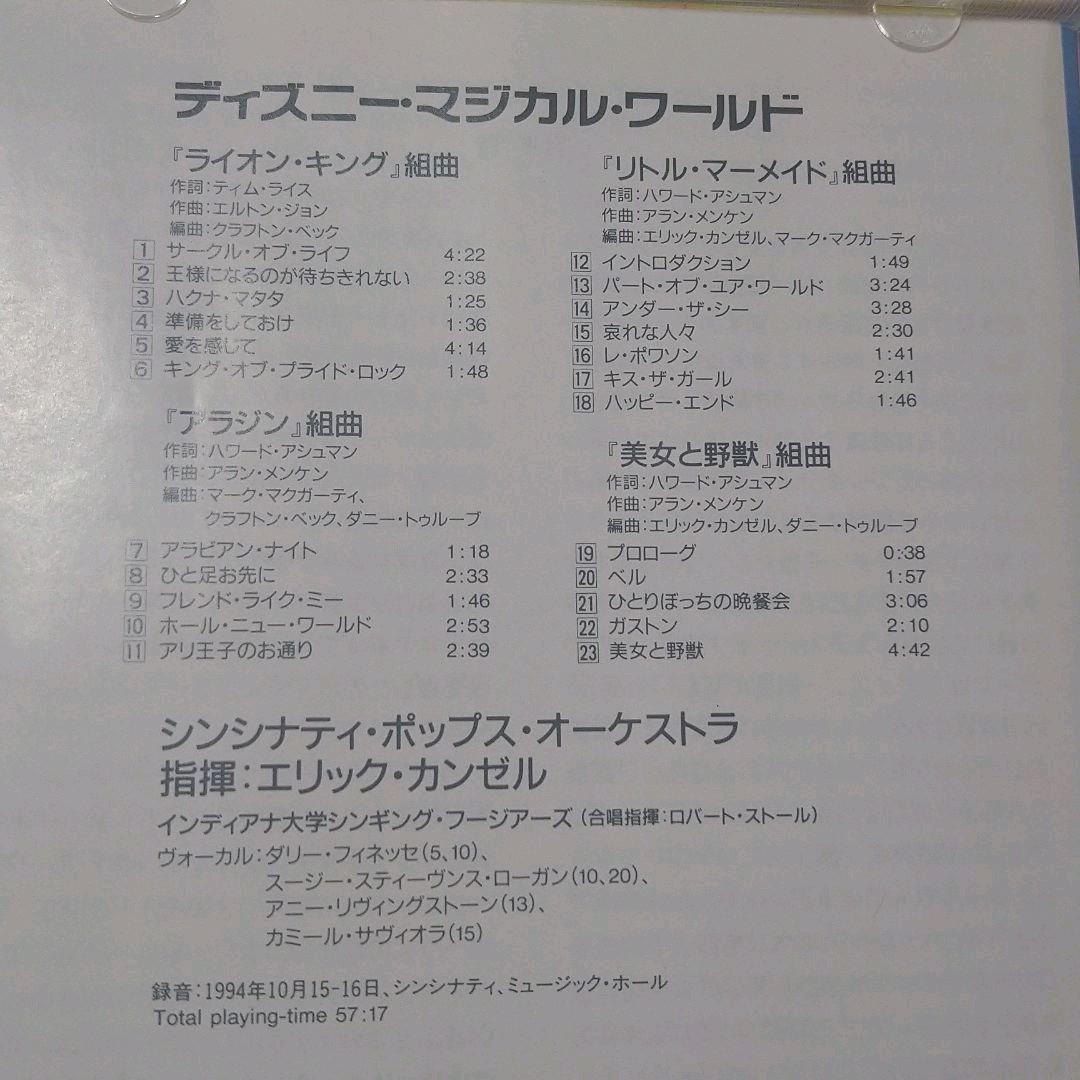 ディズニー・マジカル・ワールド
『ライオン・キング』組曲
作詞：ティム・ライス
作曲：エルトン・ジョン
編曲：クラフトン・ベック
1 サークル・オブ・ライフ 4:22
2 王様になるのが待ちきれない 2:38
3 ハクナ・マタタ 1:25
4 準備をしておけ 1:36
5 愛を感じて 4:14
6 キング・オブ・プライド・ロック 1:48
『アラジン』組曲
作詞：ハワード・アシュマン
作曲：アラン・メンケン
編曲：マーク・マクガーティ、
クラフトン・ベック、ダニー・トゥループ
7 アラビアン・ナイト 1:18
8 ひと足お先に 2:33
9 フレンド・ライク・ミー 1:46
10 ホール・ニュー・ワールド 2:53
11 アリ王子のお通り 2:39
『リトル・マーメイド』組曲
作詞：ハワード・アシュマン
作曲：アラン・メンケン
編曲：エリック・カンゼル、マーク・マクガーティ
12 イントロダクション 1:49
13 パート・オブ・ユア・ワールド 3:24
14 アンダー・ザ・シー 3:28
15 哀れな人々 2:30
16 レ・ポワソン 1:41
17 キス・ザ・ガール 2:41
18 ハッピー・エンド 1:46
『美女と野獣』組曲
作詞：ハワード・アシュマン
作曲：アラン・メンケン
編曲：エリック・カンゼル、ダニー・トゥループ
19 プロローグ 0:38
20 ベル 1:57
21 ひとりぼっちの晩餐会 3:06
22 ガストン 2:10
23 美女と野獣 4:42
シンシナティ・ポップス・オーケストラ
指揮：エリック・カンゼル
インディアナ大学シンギング・フージアーズ（合唱指揮：ロバート・ストール）
ヴォーカル：ダリー・フィネッセ(5、10)、
スージー・スティーヴンス・ローガン(10、20)、
アニー・リヴィングストーン(13)、
カミール・サヴィオラ(15)
録音：1994年10月15-16日、シンシナティ、ミュージック・ホール
Total playing-time 57:17